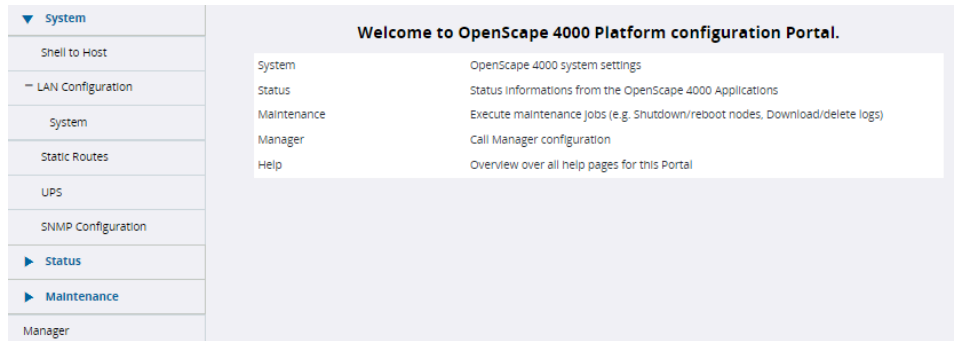 System
Shell to Host
LAN Configuration
System
Static Routes
UPS
SNMP Configuration
Status
Maintenance
Manager
Welcome to OpenScape 4000 Platform configuration Portal.
System OpenScape 4000 system settings
Status Status Informations from the OpenScape 4000 Applications
Maintenance Execute maintenance jobs (e.g. Shutdown/reboot nodes, Download/delete logs)
Manager Call Manager configuration
Help Overview over all help pages for this Portal